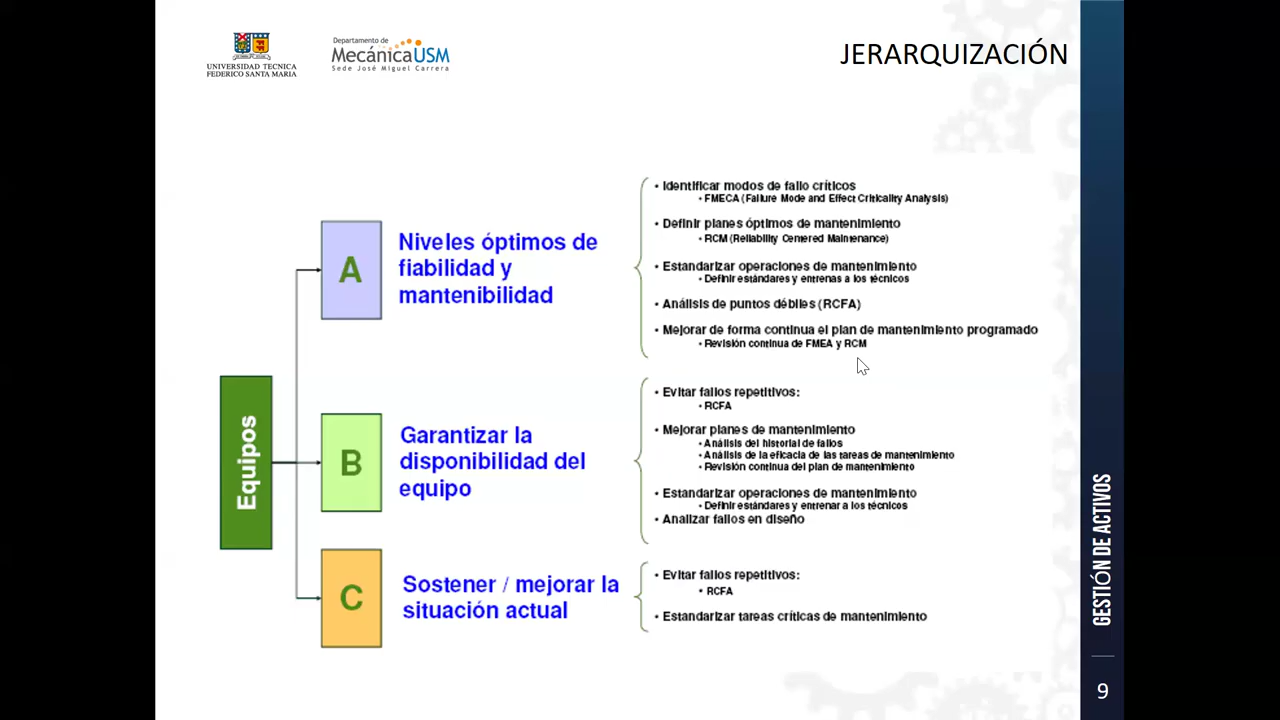 UNIVERSIDAD TECNICA
FEDERICO SANTA MARIA
Departamento de
MecánicaUSM
Sede José Miguel Carrera
JERARQUIZACIÓN
Equipos
A
Niveles óptimos de
fiabilidad y
mantenibilidad
• Identificar modos de fallo críticos
• FMECA (Failure Mode and Effect Criticality Analysis)
• Definir planes óptimos de mantenimiento
• RCM (Reliability Centered Maintenance)
• Estandarizar operaciones de mantenimiento
• Definir estándares y entrenas a los técnicos
• Análisis de puntos débiles (RCFA)
• Mejorar de forma continua el plan de mantenimiento programado
• Revisión continua de FMEA y RCM
B
Garantizar la
disponibilidad del
equipo
• Evitar fallos repetitivos:
• RCFA
• Mejorar planes de mantenimiento
• Análisis del historial de fallos
• Análisis de la eficacia de las tareas de mantenimiento
• Revisión continua del plan de mantenimiento
• Estandarizar operaciones de mantenimiento
• Definir estándares y entrenar a los técnicos
• Analizar fallos en diseño
C
Sostener / mejorar la
situación actual
• Evitar fallos repetitivos:
• RCFA
• Estandarizar tareas críticas de mantenimiento
GESTIÓN DE ACTIVOS
9